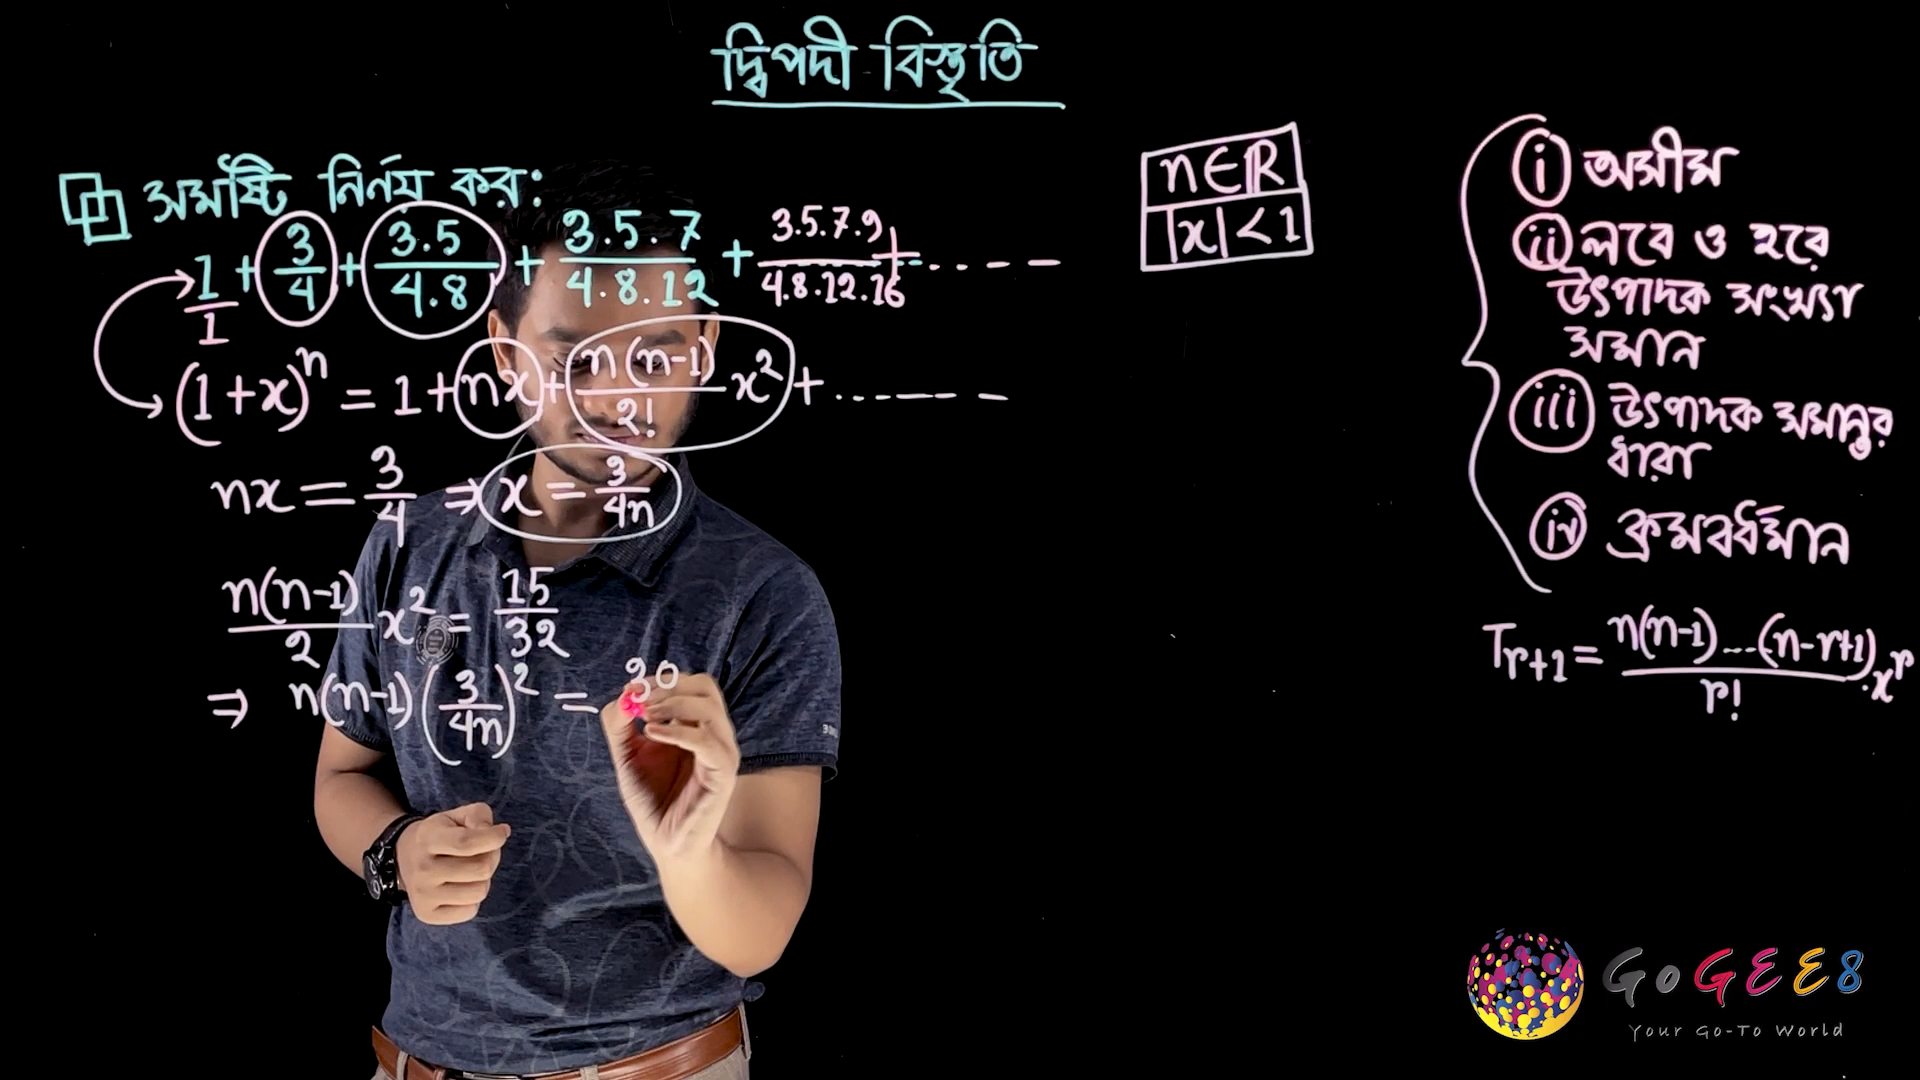 দ্বিপদী বিস্তৃতি
সমষ্টি নির্ণয় কর:
1/1 + 3/4 + 3.5/4.8 + 3.5.7/4.8.12 + 3.5.7.9/4.8.12.16 + ..----
(1+x)^n = 1 + nx + n(n-1)/2! x^2 + ..------
nx = 3/4 ⇒ x = 3/4n
n(n-1)/2 x^2 = 15/32
⇒ n(n-1)(3/4n)^2 = 30
n∈ℝ
|x| < 1
i অসীম
ii লবে ও হরে
উৎপাদক সংখ্যা
সমান
iii উৎপাদক সমান্তর
ধারা
iv ক্রমবর্ধমান
T_{r+1} = n(n-1)...(n-r+1)/r! . x^r
GOGEE8
Your Go-To World